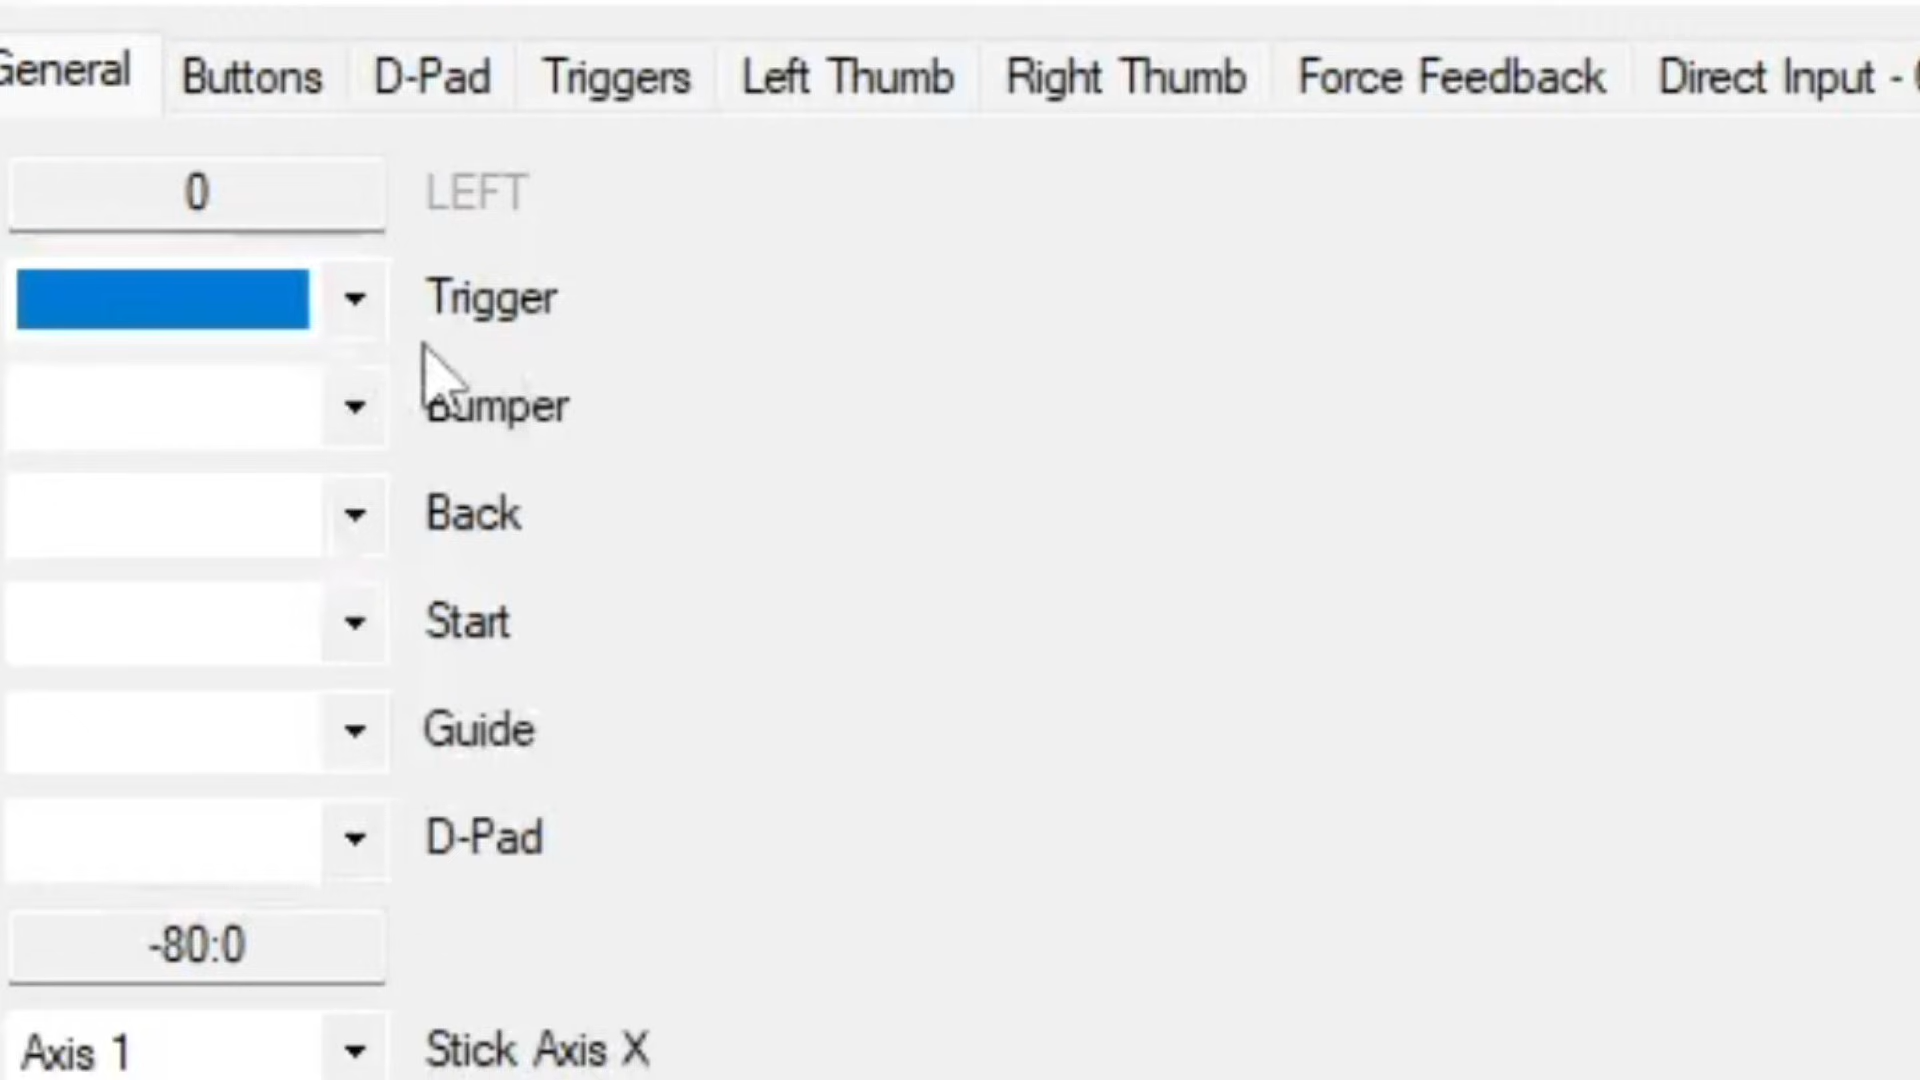 General Buttons D-Pad Triggers Left Thumb Right Thumb Force Feedback Direct Input -
0 LEFT
Trigger
Bumper
Back
Start
Guide
D-Pad
-80:0
Axis 1 Stick Axis X